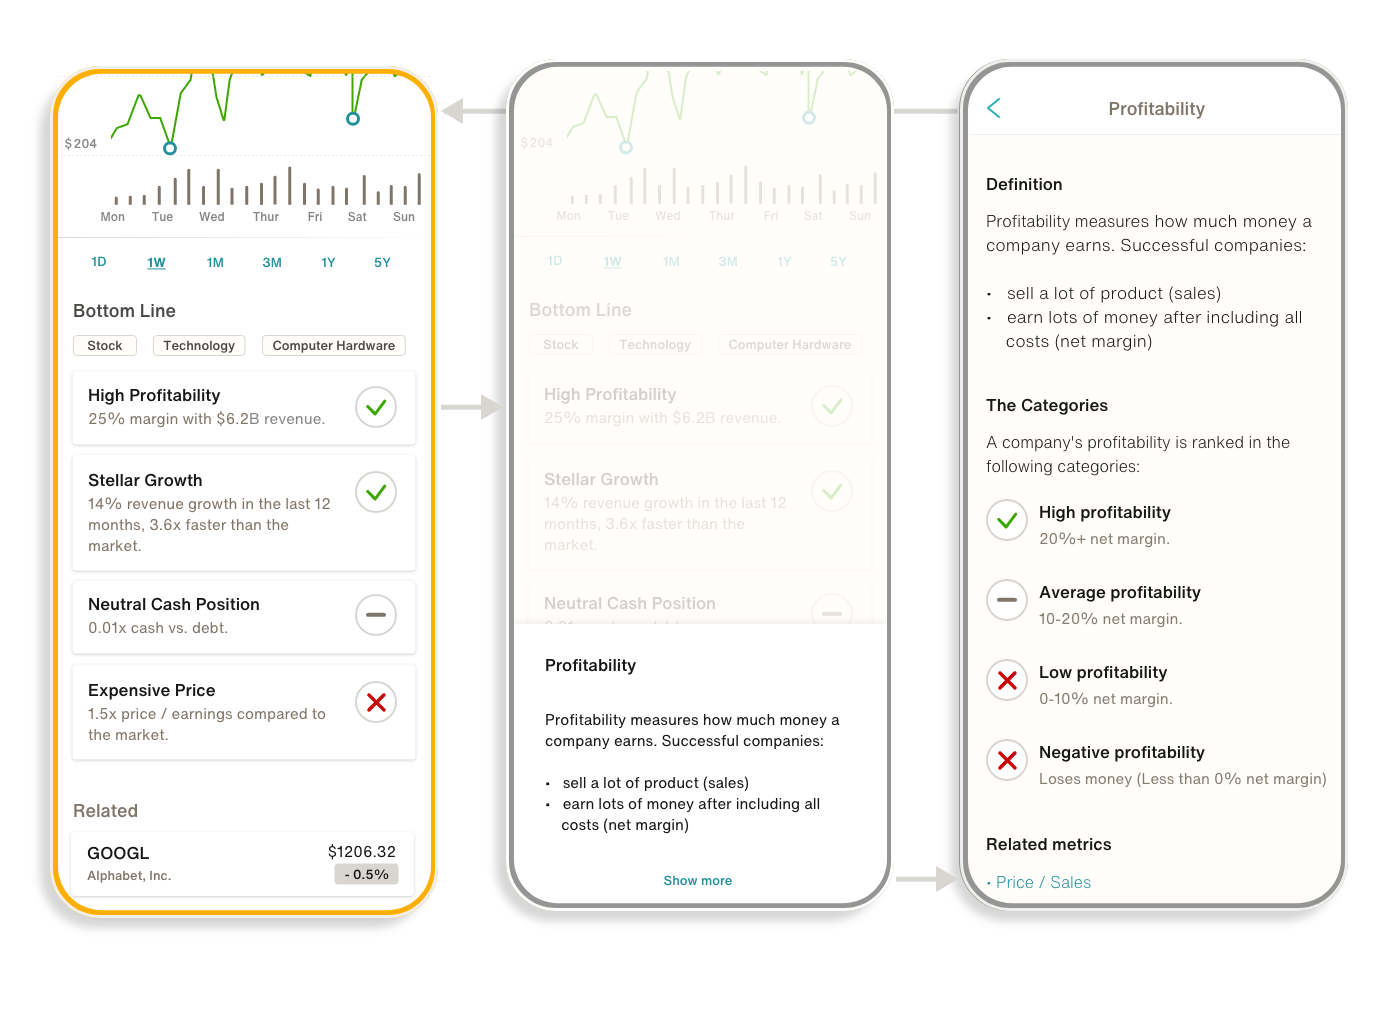 $204
Mon Tue Wed Thur Fri Sat Sun
1D 1W 1M 3M 1Y 5Y
Bottom Line
Stock Technology Computer Hardware
High Profitability
25% margin with $6.2B revenue.
Stellar Growth
14% revenue growth in the last 12
months, 3.6x faster than the
market.
Neutral Cash Position
0.01x cash vs. debt.
Expensive Price
1.5x price / earnings compared to
the market.
Related
GOOGL $1206.32
Alphabet, Inc. - 0.5%
$204
Mon Tue Wed Thur Fri Sat Sun
1D 1W 1M 3M 1Y 5Y
Bottom Line
Stock Technology Computer Hardware
High Profitability
25% margin with $6.2B revenue.
Stellar Growth
14% revenue growth in the last 12
months, 3.6x faster than the
market.
Neutral Cash Position
Profitability
Profitability measures how much money a
company earns. Successful companies:
• sell a lot of product (sales)
• earn lots of money after including all
costs (net margin)
Show more
Profitability
Definition
Profitability measures how much money a
company earns. Successful companies:
• sell a lot of product (sales)
• earn lots of money after including all
costs (net margin)
The Categories
A company's profitability is ranked in the
following categories:
High profitability
20%+ net margin.
Average profitability
10-20% net margin.
Low profitability
0-10% net margin.
Negative profitability
Loses money (Less than 0% net margin)
Related metrics
• Price / Sales